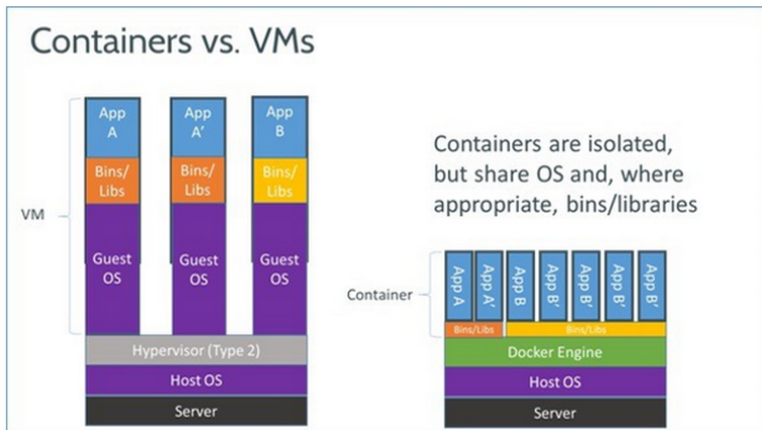 Containers vs. VMs
App
A
App
A'
App
B
Bins/
Libs
Bins/
Libs
Bins/
Libs
VM
Guest
OS
Guest
OS
Guest
OS
Hypervisor (Type 2)
Host OS
Server
Containers are isolated,
but share OS and, where
appropriate, bins/libraries
Container
App A
App A'
App B
App B'
App B'
App B'
App B'
Bins/Libs
Bins/Libs
Docker Engine
Host OS
Server